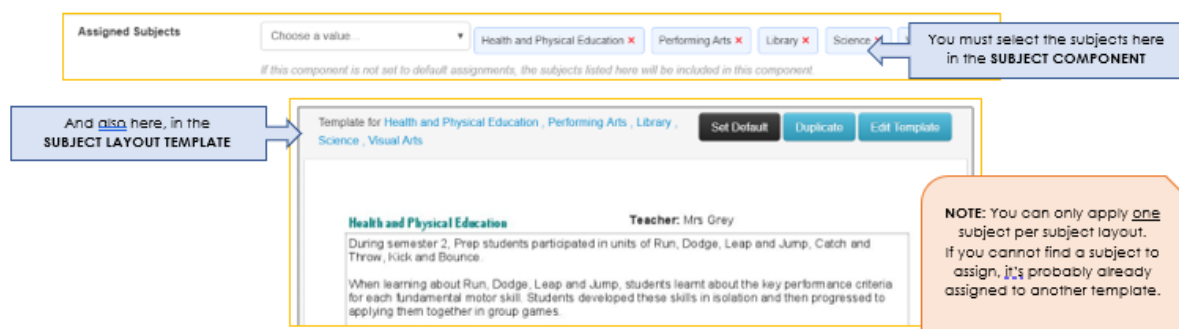 Assigned Subjects
Choose a value...
Health and Physical Education ×
Performing Arts ×
Library ×
Science ×
If this component is not set to default assignments, the subjects listed here will be included in this component.
You must select the subjects here
in the SUBJECT COMPONENT
And also here, in the
SUBJECT LAYOUT TEMPLATE
Template for Health and Physical Education , Performing Arts , Library ,
Science , Visual Arts
Set Default
Duplicate
Edit Template
Health and Physical Education
Teacher: Mrs Grey
During semester 2, Prep students participated in units of Run, Dodge, Leap and Jump, Catch and
Throw, Kick and Bounce.
When learning about Run, Dodge, Leap and Jump, students learnt about the key performance criteria
for each fundamental motor skill. Students developed these skills in isolation and then progressed to
applying them together in group games.
NOTE: You can only apply one
subject per subject layout.
If you cannot find a subject to
assign, it's probably already
assigned to another template.